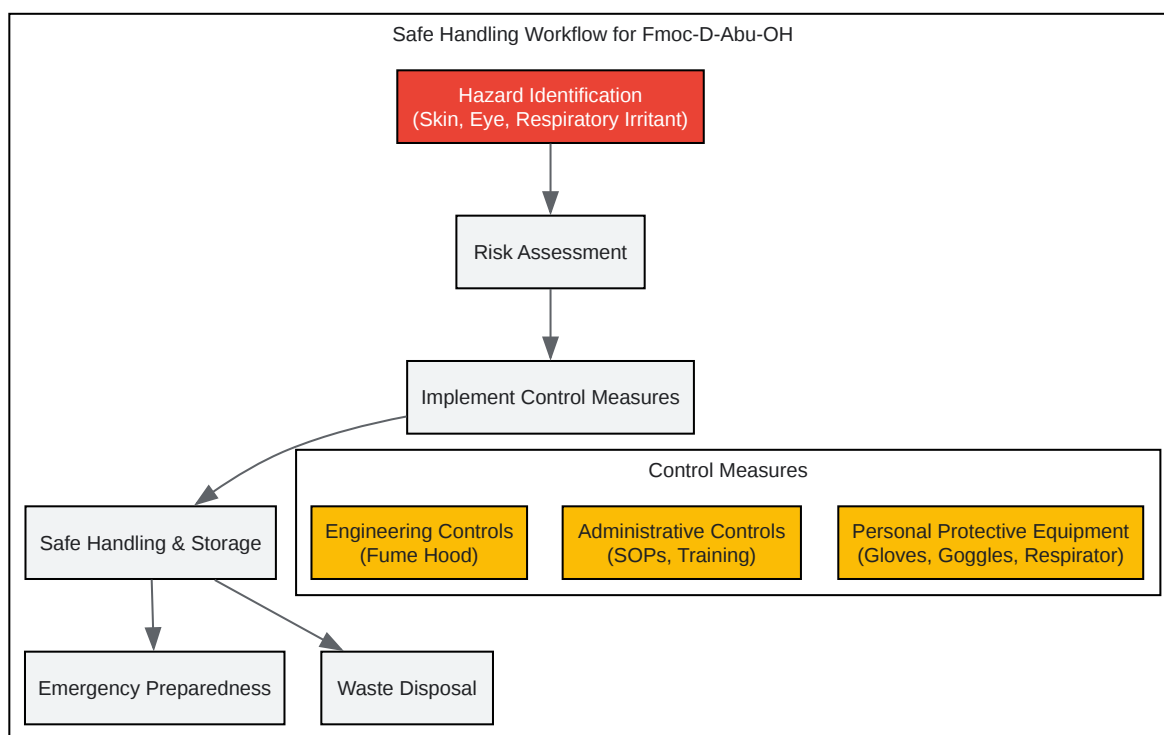 Safe Handling Workflow for Fmoc-D-Abu-OH
Hazard Identification
(Skin, Eye, Respiratory Irritant)
Risk Assessment
Implement Control Measures
Control Measures
Safe Handling & Storage
Engineering Controls
(Fume Hood)
Administrative Controls
(SOPs, Training)
Personal Protective Equipment
(Gloves, Goggles, Respirator)
Emergency Preparedness
Waste Disposal